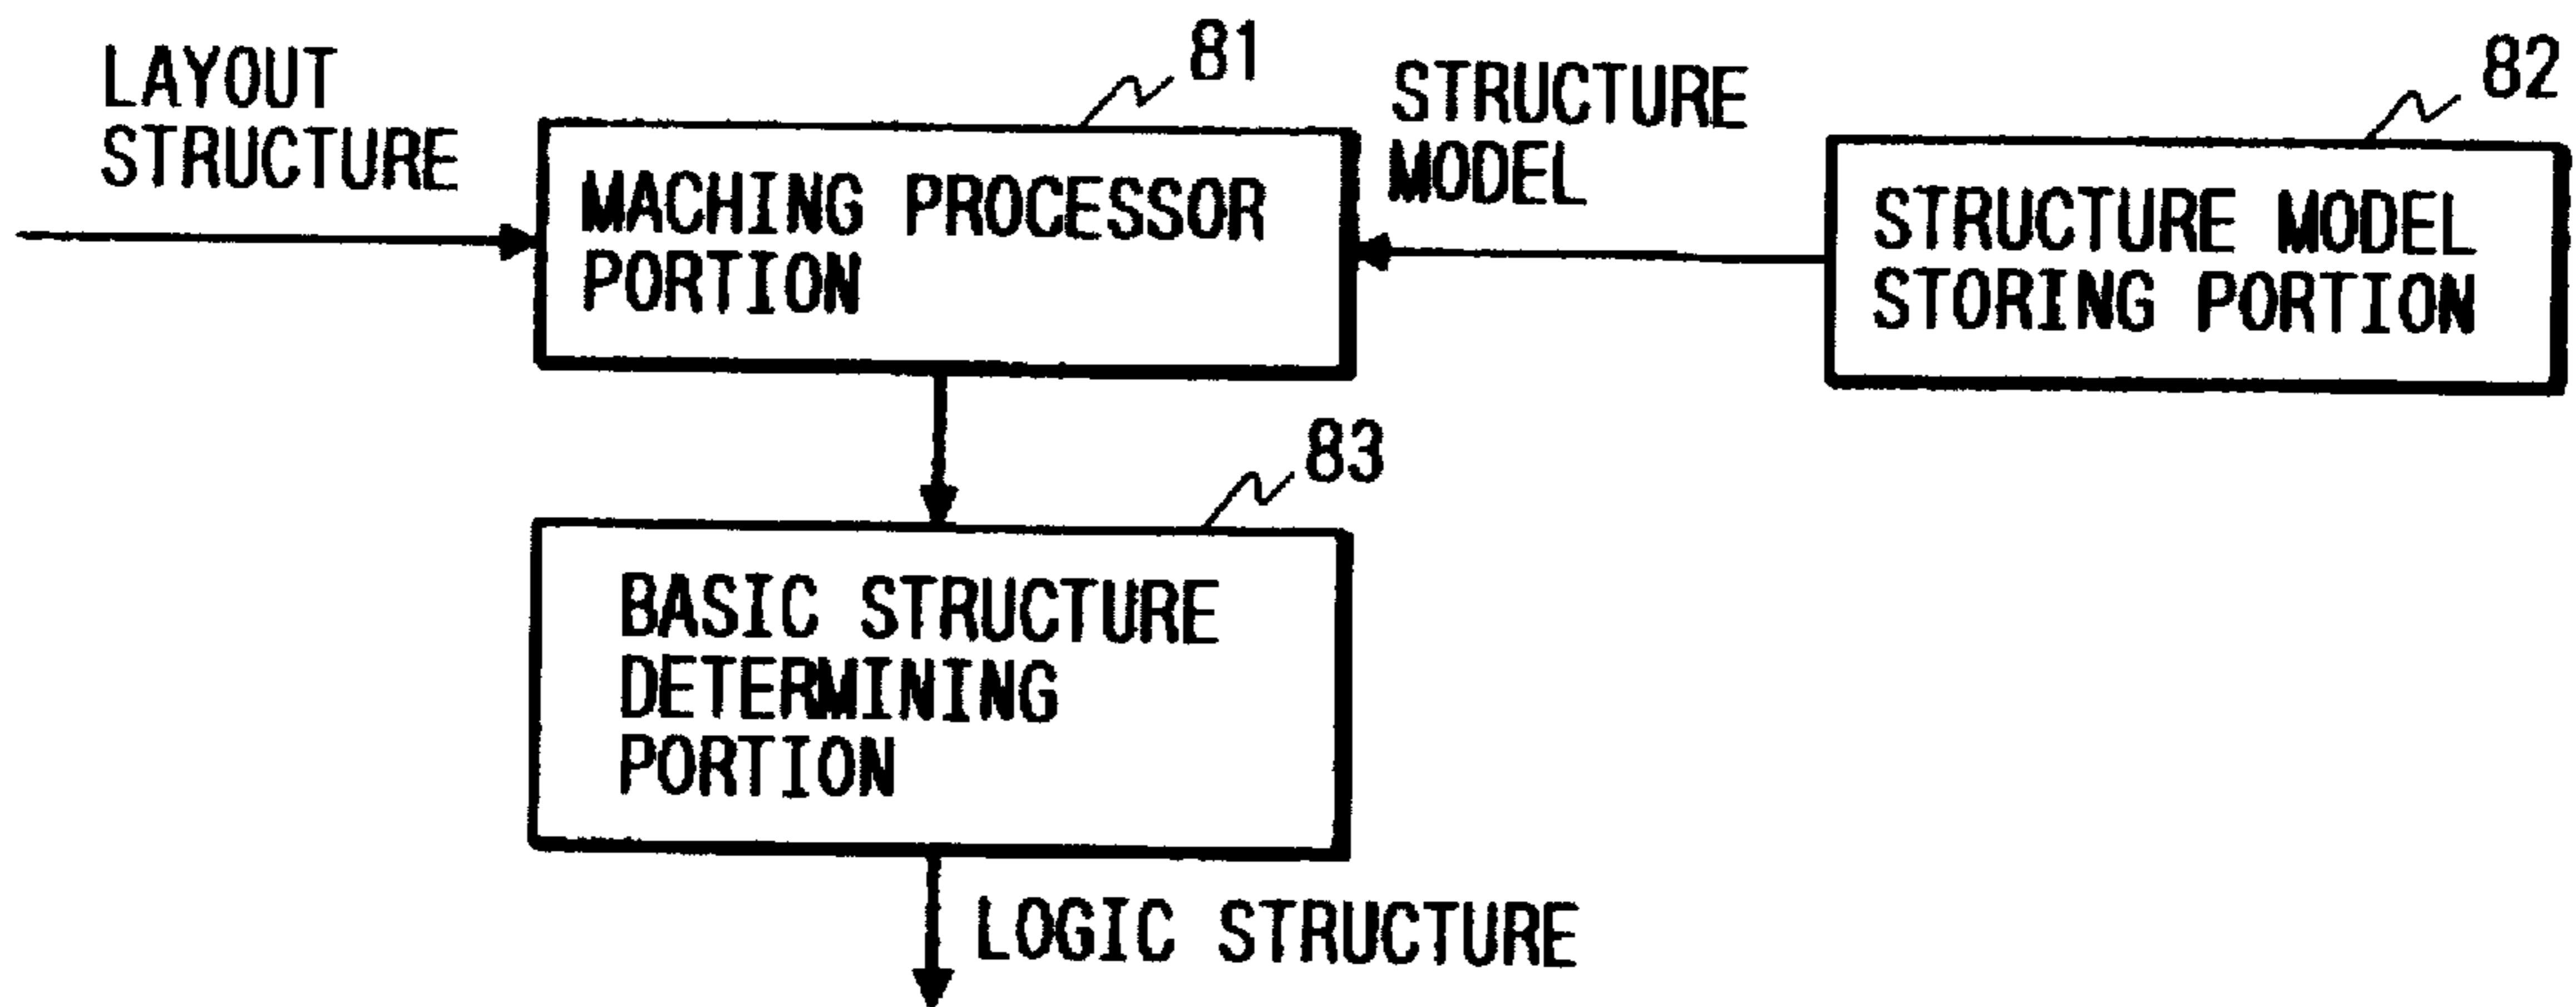 LAYOUT
STRUCTURE
81
MACHING PROCESSOR
PORTION
STRUCTURE
MODEL
82
STRUCTURE MODEL
STORING PORTION
83
BASIC STRUCTURE
DETERMINING
PORTION
LOGIC STRUCTURE